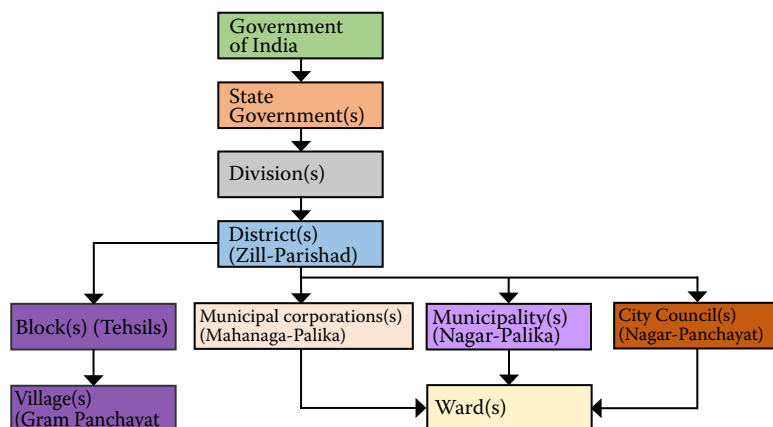 Government
of India
State
Government(s)
Division(s)
District(s)
(Zill-Parishad)
Block(s) (Tehsils)
Municipal corporations(s)
(Mahanaga-Palika)
Municipality(s)
(Nagar-Palika)
City Council(s)
(Nagar-Panchayat)
Village(s)
(Gram Panchayat
Ward(s)